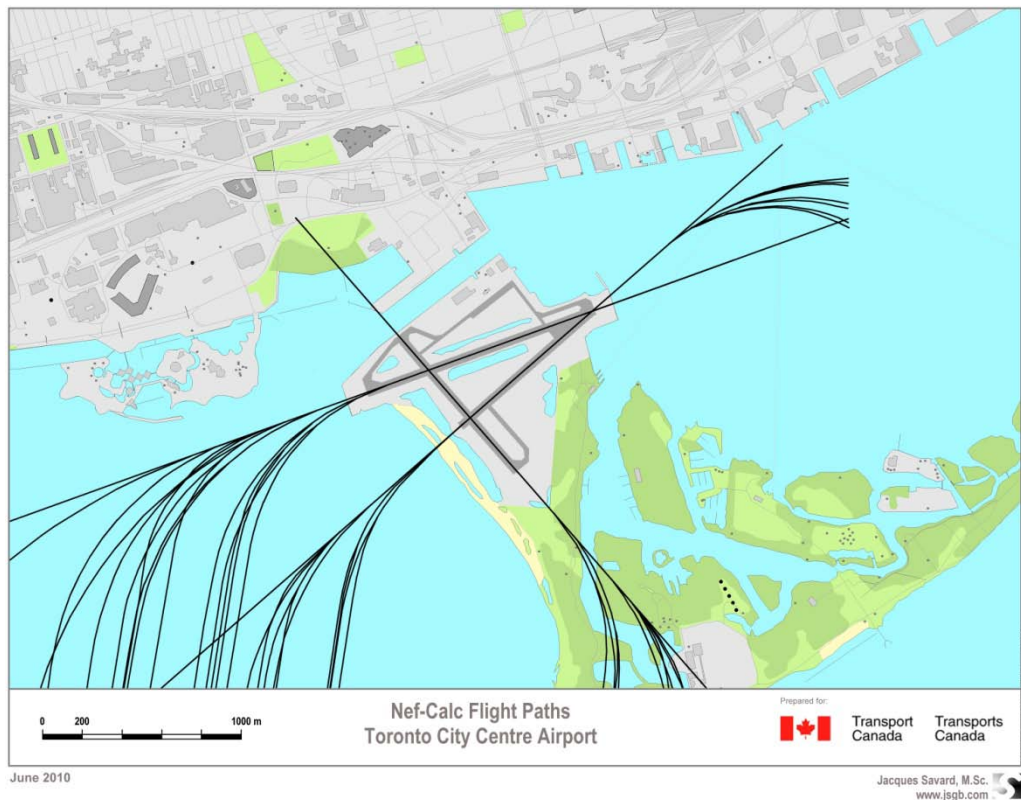 0 200 1000 m
Nef-Calc Flight Paths
Toronto City Centre Airport
Prepared for:
Transport Transports
Canada Canada
June 2010
Jacques Savard, M.Sc.
www.jsgb.com